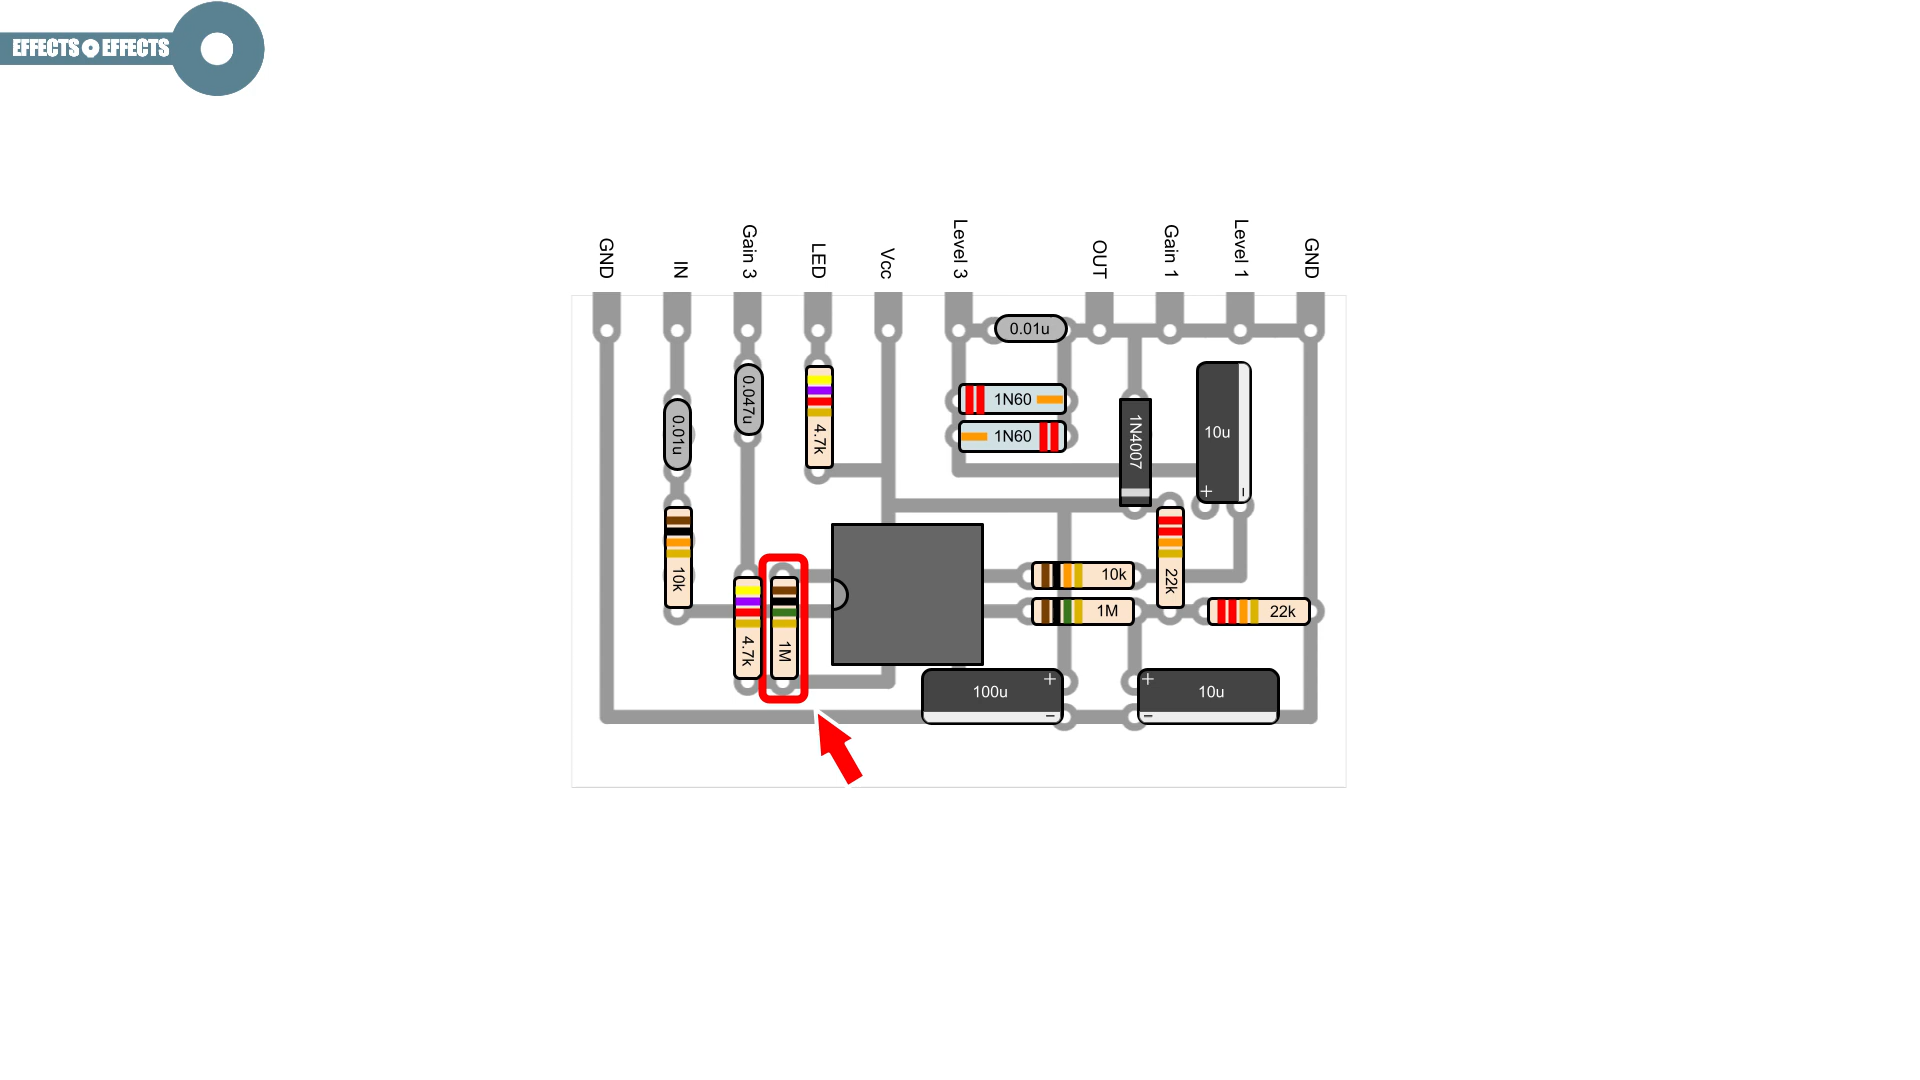 EFFECTS EFFECTS
GND
IN
Gain 3
LED
Vcc
Level 3
OUT
Gain 1
Level 1
GND
0.01u
0.047u
0.01u
4.7k
1N60
1N60
1N4007
10u
+ -
10k
4.7k
1M
10k
1M
22k
22k
100u
+
-
10u
+
-